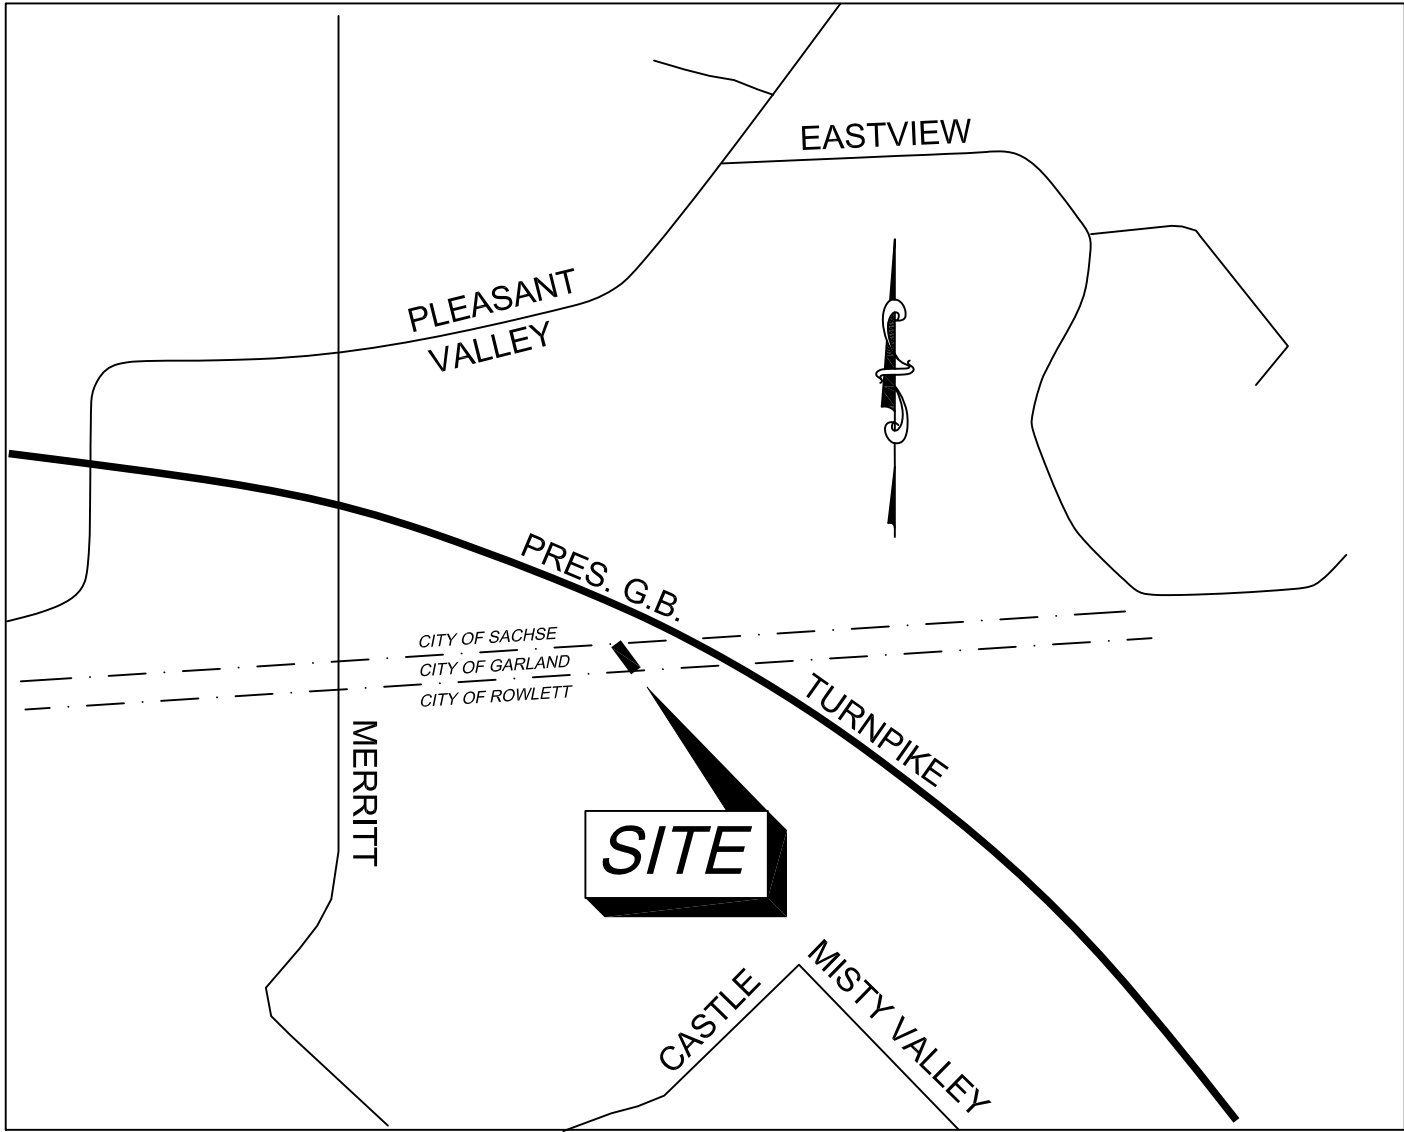 EASTVIEW
PLEASANT
VALLEY
PRES. G.B.
TURNPIKE
CITY OF SACHSE
CITY OF GARLAND
CITY OF ROWLETT
MERRITT
SITE
CASTLE
MISTY VALLEY